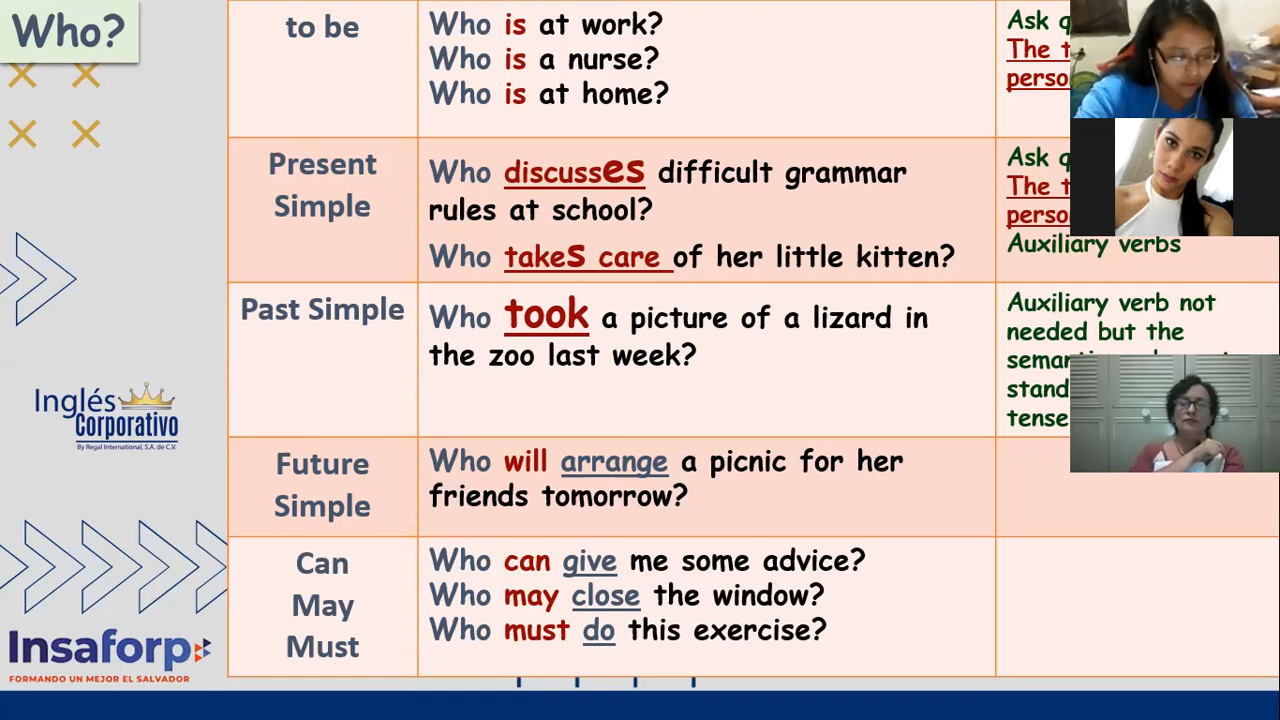 Who?
to be
Who is at work?
Who is a nurse?
Who is at home?
Ask
The
Present
Simple
Who discusses difficult grammar
rules at school?
Who takes care of her little kitten?
Ask
The
Auxiliary verbs
Past Simple
Who took a picture of a lizard in
the zoo last week?
Auxiliary verb not
needed but the
tense
Future
Simple
Who will arrange a picnic for her
friends tomorrow?
Can
May
Must
Who can give me some advice?
Who may close the window?
Who must do this exercise?
Inglés
Corporativo
By Regal International, S.A. de C.V.
Insaforp
FORMANDO UN MEJOR EL SALVADOR